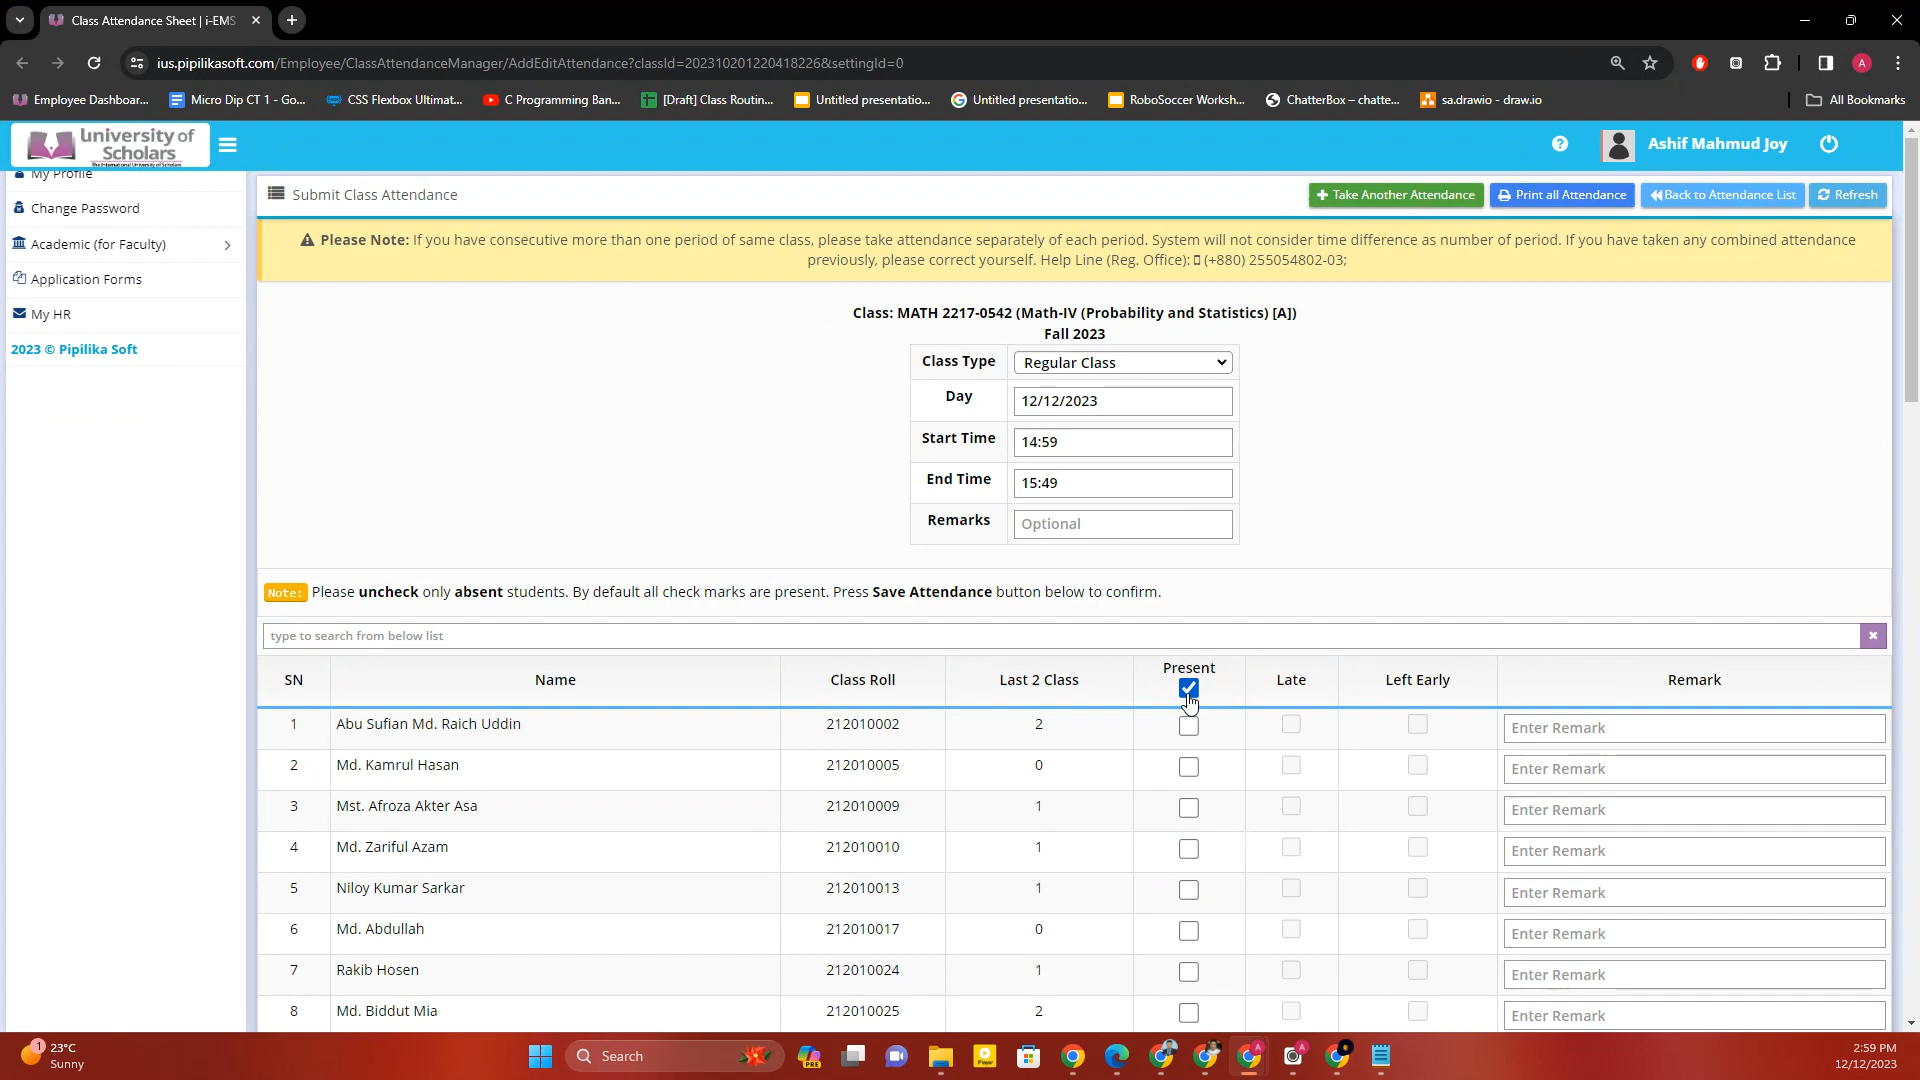 Class Attendance Sheet | i-EMS
ius.pipilikasoft.com/Employee/ClassAttendanceManager/AddEditAttendance?classId=202310201220418226&settingId=0
A
Employee Dashboar...
Micro Dip CT 1 - Go...
CSS Flexbox Ultimat...
C Programming Ban...
[Draft] Class Routin...
Untitled presentatio...
Untitled presentatio...
RoboSoccer Worksh...
ChatterBox – chatte...
sa.drawio - draw.io
All Bookmarks
University of
Scholars
The International University of Scholars
Ashif Mahmud Joy
My Profile
Change Password
Academic (for Faculty)
Application Forms
My HR
2023 © Pipilika Soft
Submit Class Attendance
Take Another Attendance
Print all Attendance
Back to Attendance List
Refresh
Please Note: If you have consecutive more than one period of same class, please take attendance separately of each period. System will not consider time difference as number of period. If you have taken any combined attendance
previously, please correct yourself. Help Line (Reg. Office): (+880) 255054802-03;
Class: MATH 2217-0542 (Math-IV (Probability and Statistics) [A])
Fall 2023
Class Type Regular Class
Day 12/12/2023
Start Time 14:59
End Time 15:49
Remarks Optional
Note: Please uncheck only absent students. By default all check marks are present. Press Save Attendance button below to confirm.
type to search from below list
SN Name Class Roll Last 2 Class Present Late Left Early Remark
1 Abu Sufian Md. Raich Uddin 212010002 2 Enter Remark
2 Md. Kamrul Hasan 212010005 0 Enter Remark
3 Mst. Afroza Akter Asa 212010009 1 Enter Remark
4 Md. Zariful Azam 212010010 1 Enter Remark
5 Niloy Kumar Sarkar 212010013 1 Enter Remark
6 Md. Abdullah 212010017 0 Enter Remark
7 Rakib Hosen 212010024 1 Enter Remark
8 Md. Biddut Mia 212010025 2 Enter Remark
1
23°C
Sunny
Search
PRE
2:59 PM
12/12/2023